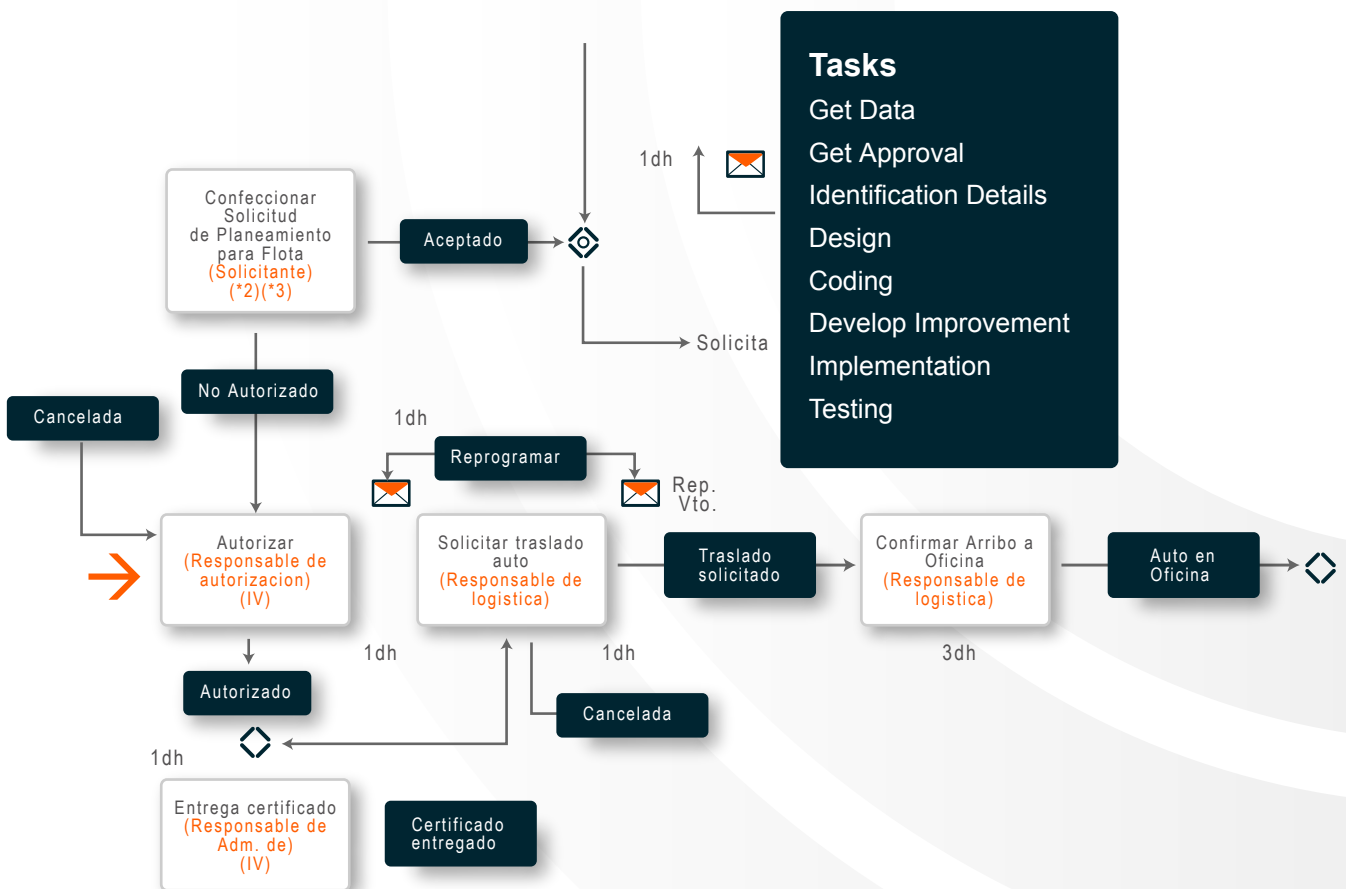 Tasks
Get Data
Get Approval
Identification Details
Design
Coding
Develop Improvement
Implementation
Testing
1dh
Confeccionar
Solicitud
de Planeamiento
para Flota
(Solicitante)
(*2)(*3)
Aceptado
Solicita
No Autorizado
Cancelada
1dh
Reprogramar
Rep.
Vto.
Autorizar
(Responsable de
autorizacion)
(IV)
Solicitar traslado
auto
(Responsable de
logistica)
Traslado
solicitado
Confirmar Arribo a
Oficina
(Responsable de
logistica)
Auto en
Oficina
1dh
1dh
3dh
Autorizado
Cancelada
1dh
Entrega certificado
(Responsable de
Adm. de)
(IV)
Certificado
entregado